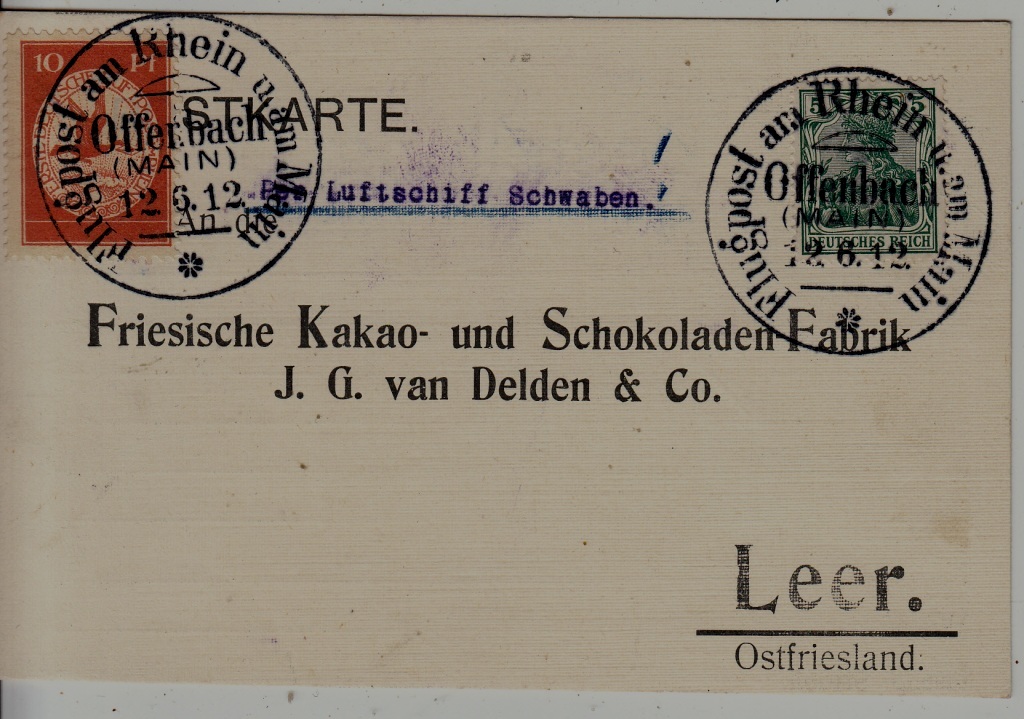 10 Pf
STKARTE.
Flugpost am Rhein u. am Main
Offenbach
(MAIN)
12.6.12.
An die
Luftschiff Schwaben.
5
Flugpost am Rhein u. am Main
Offenbach
(MAIN)
12.6.12.
DEUTSCHES REICH
Friesische Kakao- und Schokoladen-Fabrik
J. G. van Delden & Co.
Leer.
Ostfriesland.